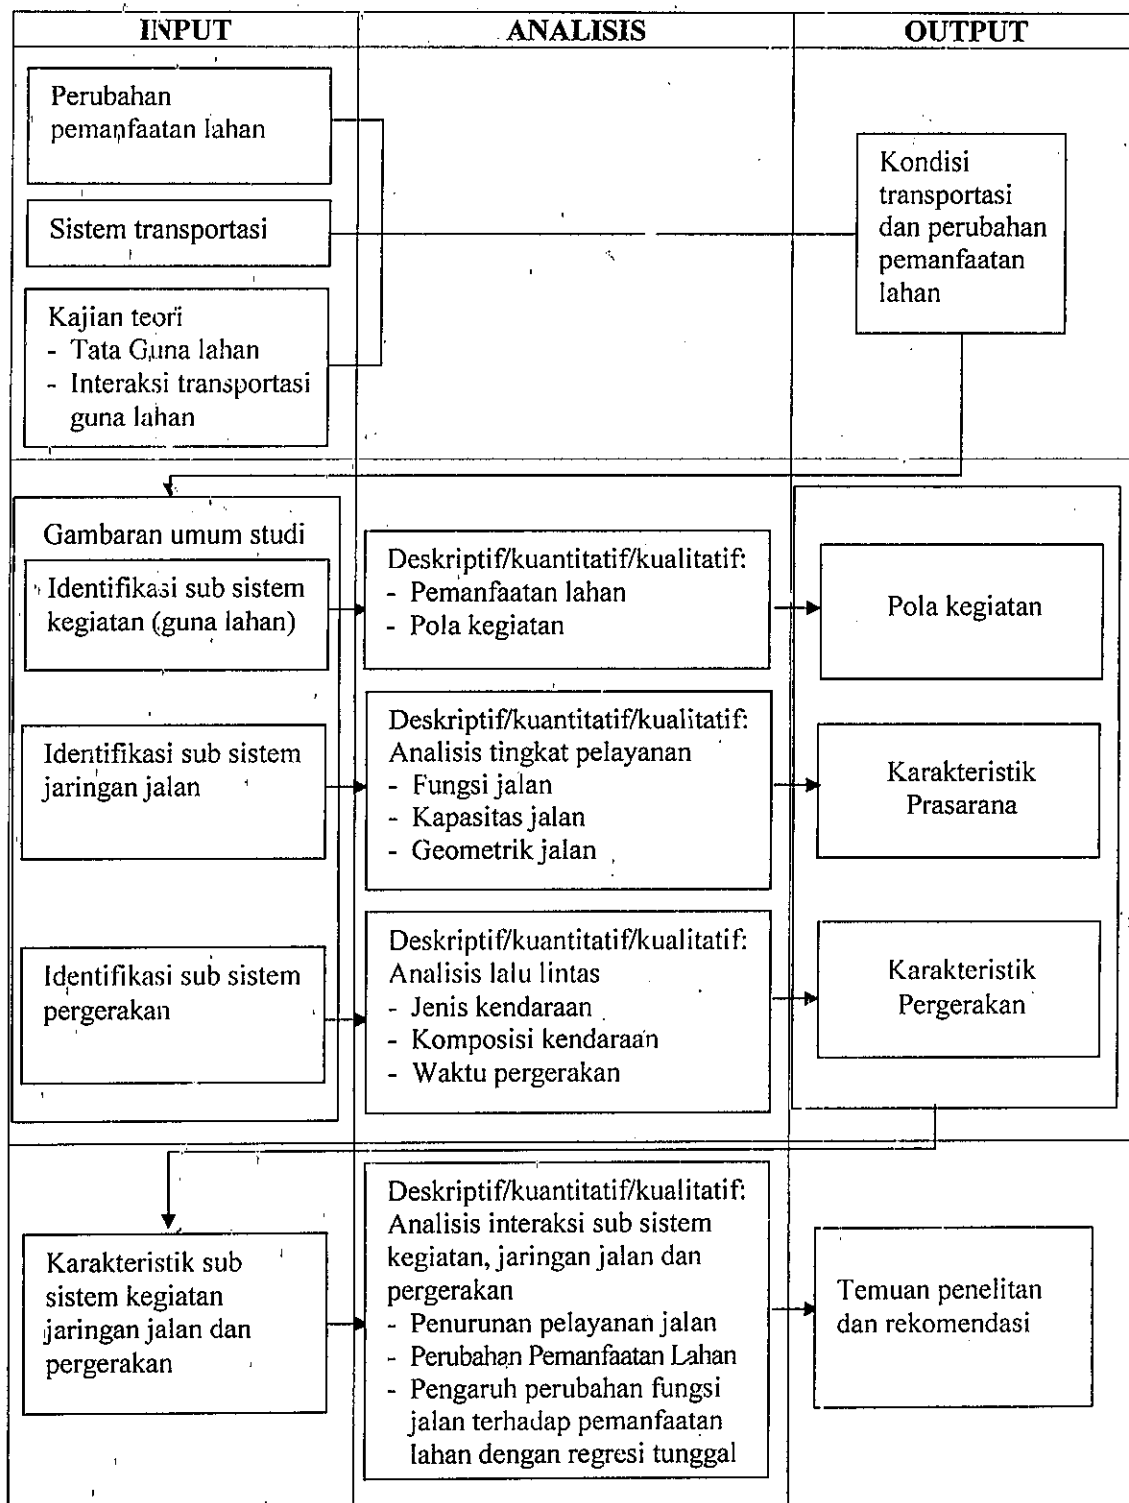 INPUT
ANALISIS
OUTPUT
Perubahan
pemanfaatan lahan
Sistem transportasi
Kajian teori
- Tata Guna lahan
- Interaksi transportasi
guna lahan
Kondisi
transportasi
dan perubahan
pemanfaatan
lahan
Gambaran umum studi
Identifikasi sub sistem
kegiatan (guna lahan)
Deskriptif/kuantitatif/kualitatif:
- Pemanfaatan lahan
- Pola kegiatan
Pola kegiatan
Identifikasi sub sistem
jaringan jalan
Deskriptif/kuantitatif/kualitatif:
Analisis tingkat pelayanan
- Fungsi jalan
- Kapasitas jalan
- Geometrik jalan
Karakteristik
Prasarana
Identifikasi sub sistem
pergerakan
Deskriptif/kuantitatif/kualitatif:
Analisis lalu lintas
- Jenis kendaraan
- Komposisi kendaraan
- Waktu pergerakan
Karakteristik
Pergerakan
Karakteristik sub
sistem kegiatan
jaringan jalan dan
pergerakan
Deskriptif/kuantitatif/kualitatif:
Analisis interaksi sub sistem
kegiatan, jaringan jalan dan
pergerakan
- Penurunan pelayanan jalan
- Perubahan Pemanfaatan Lahan
- Pengaruh perubahan fungsi
jalan terhadap pemanfaatan
lahan dengan regresi tunggal
Temuan penelitan
dan rekomendasi